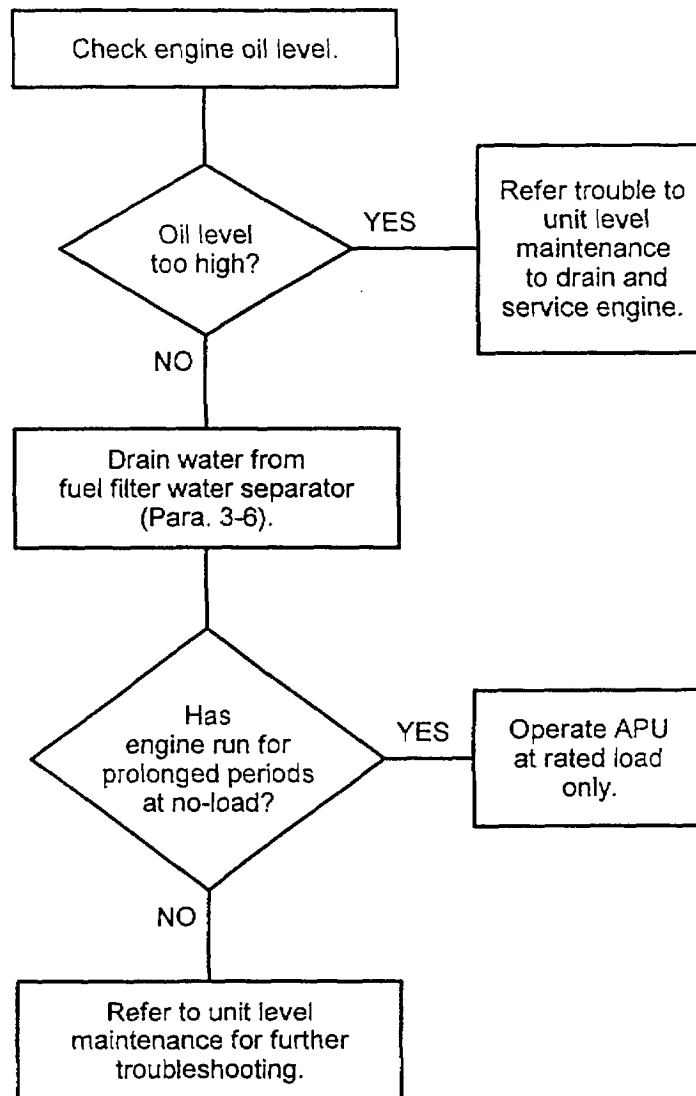 Check engine oil level.
Oil level
too high?
YES
Refer trouble to
unit level
maintenance
to drain and
service engine.
NO
Drain water from
fuel filter water separator
(Para. 3-6).
Has
engine run for
prolonged periods
at no-load?
YES
Operate APU
at rated load
only.
NO
Refer to unit level
maintenance for further
troubleshooting.